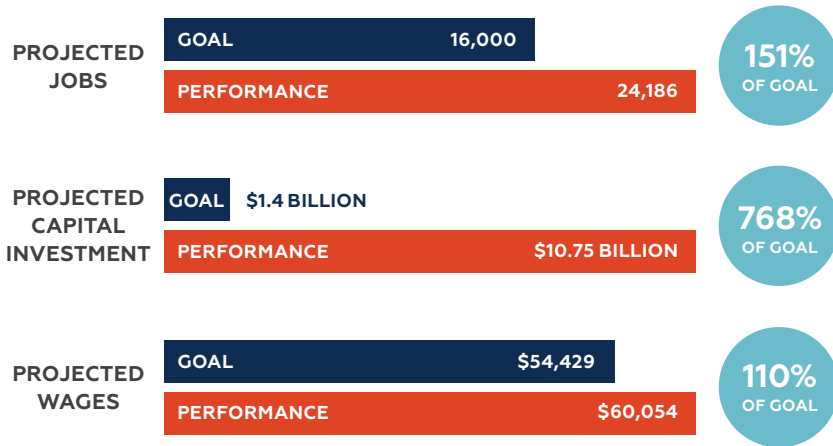 PROJECTED
JOBS
GOAL 16,000
PERFORMANCE 24,186
151%
OF GOAL
PROJECTED
CAPITAL
INVESTMENT
GOAL $1.4 BILLION
PERFORMANCE $10.75 BILLION
768%
OF GOAL
PROJECTED
WAGES
GOAL $54,429
PERFORMANCE $60,054
110%
OF GOAL